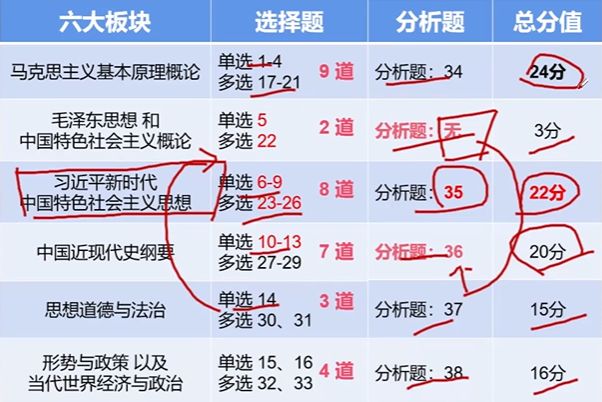 六大板块 选择题 分析题 总分值
马克思主义基本原理概论 单选 1-4 多选 17-21 9 道 分析题：34 24分
毛泽东思想 和
中国特色社会主义概论 单选 5 多选 22 2 道 分析题：无 3分
习近平新时代
中国特色社会主义思想 单选 6-9 多选 23-26 8 道 分析题：35 22分
中国近现代史纲要 单选 10-13 多选 27-29 7 道 分析题：36 20分
思想道德与法治 单选 14 多选 30、31 3 道 分析题：37 15分
形势与政策 以及
当代世界经济与政治 单选 15、16 多选 32、33 4 道 分析题：38 16分